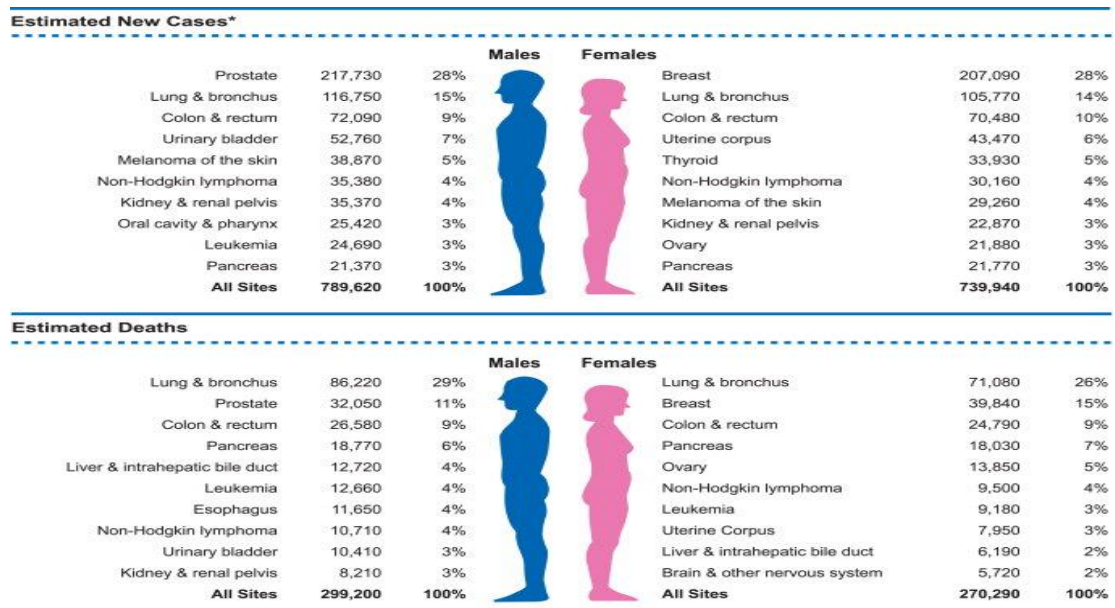 Estimated New Cases*
Males Females
Prostate 217,730 28% Breast 207,090 28%
Lung & bronchus 116,750 15% Lung & bronchus 105,770 14%
Colon & rectum 72,090 9% Colon & rectum 70,480 10%
Urinary bladder 52,760 7% Uterine corpus 43,470 6%
Melanoma of the skin 38,870 5% Thyroid 33,930 5%
Non-Hodgkin lymphoma 35,380 4% Non-Hodgkin lymphoma 30,160 4%
Kidney & renal pelvis 35,370 4% Melanoma of the skin 29,260 4%
Oral cavity & pharynx 25,420 3% Kidney & renal pelvis 22,870 3%
Leukemia 24,690 3% Ovary 21,880 3%
Pancreas 21,370 3% Pancreas 21,770 3%
All Sites 789,620 100% All Sites 739,940 100%
Estimated Deaths
Males Females
Lung & bronchus 86,220 29% Lung & bronchus 71,080 26%
Prostate 32,050 11% Breast 39,840 15%
Colon & rectum 26,580 9% Colon & rectum 24,790 9%
Pancreas 18,770 6% Pancreas 18,030 7%
Liver & intrahepatic bile duct 12,720 4% Ovary 13,850 5%
Leukemia 12,660 4% Non-Hodgkin lymphoma 9,500 4%
Esophagus 11,650 4% Leukemia 9,180 3%
Non-Hodgkin lymphoma 10,710 4% Uterine Corpus 7,950 3%
Urinary bladder 10,410 3% Liver & intrahepatic bile duct 6,190 2%
Kidney & renal pelvis 8,210 3% Brain & other nervous system 5,720 2%
All Sites 299,200 100% All Sites 270,290 100%